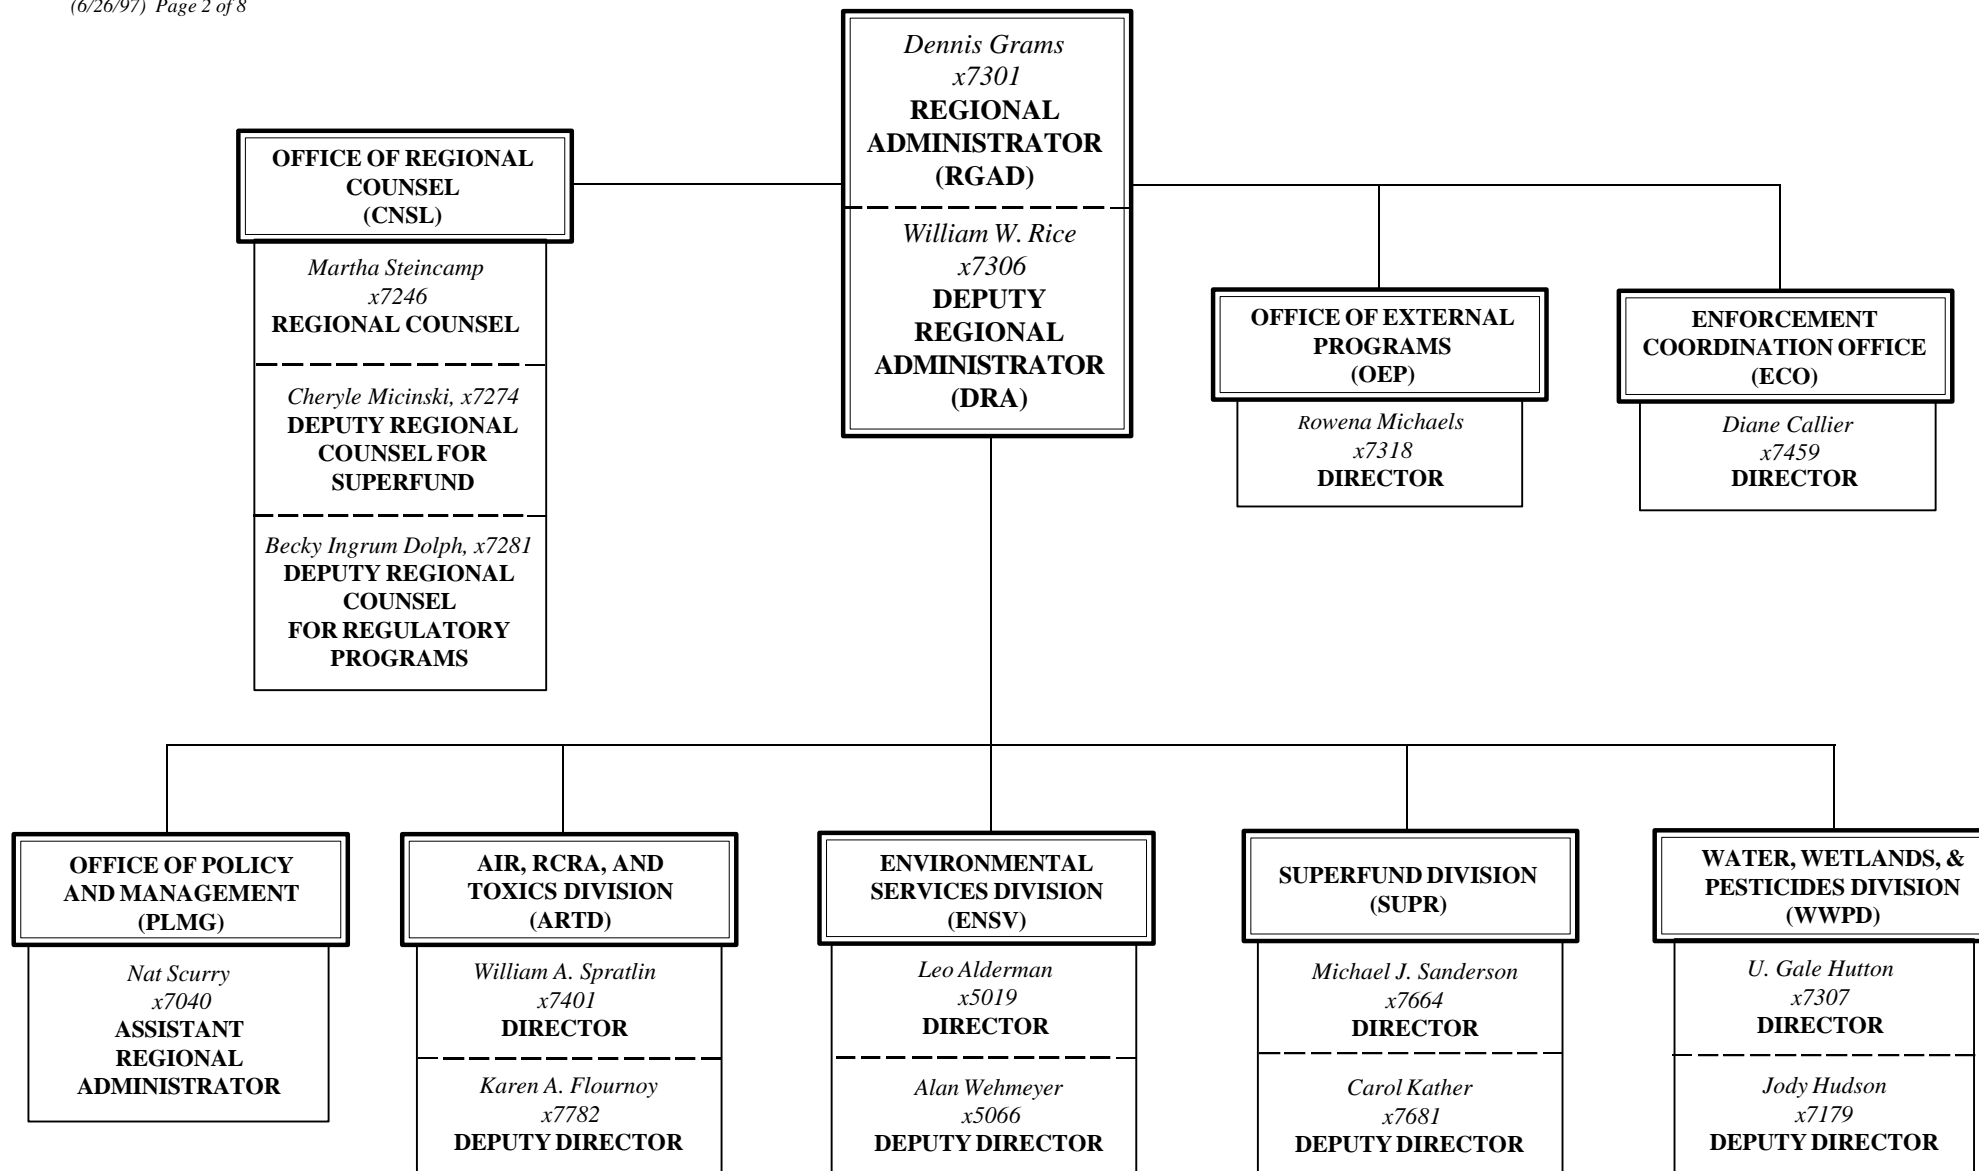 (6/26/97) Page 2 of 8
Dennis Grams
x7301
REGIONAL
ADMINISTRATOR
(RGAD)
William W. Rice
x7306
DEPUTY
REGIONAL
ADMINISTRATOR
(DRA)
OFFICE OF REGIONAL
COUNSEL
(CNSL)
Martha Steincamp
x7246
REGIONAL COUNSEL
Cheryle Micinski, x7274
DEPUTY REGIONAL
COUNSEL FOR
SUPERFUND
Becky Ingrum Dolph, x7281
DEPUTY REGIONAL
COUNSEL
FOR REGULATORY
PROGRAMS
OFFICE OF EXTERNAL
PROGRAMS
(OEP)
Rowena Michaels
x7318
DIRECTOR
ENFORCEMENT
COORDINATION OFFICE
(ECO)
Diane Callier
x7459
DIRECTOR
OFFICE OF POLICY
AND MANAGEMENT
(PLMG)
Nat Scurry
x7040
ASSISTANT
REGIONAL
ADMINISTRATOR
AIR, RCRA, AND
TOXICS DIVISION
(ARTD)
William A. Spratlin
x7401
DIRECTOR
Karen A. Flournoy
x7782
DEPUTY DIRECTOR
ENVIRONMENTAL
SERVICES DIVISION
(ENSV)
Leo Alderman
x5019
DIRECTOR
Alan Wehmeyer
x5066
DEPUTY DIRECTOR
SUPERFUND DIVISION
(SUPR)
Michael J. Sanderson
x7664
DIRECTOR
Carol Kather
x7681
DEPUTY DIRECTOR
WATER, WETLANDS, &
PESTICIDES DIVISION
(WWPD)
U. Gale Hutton
x7307
DIRECTOR
Jody Hudson
x7179
DEPUTY DIRECTOR